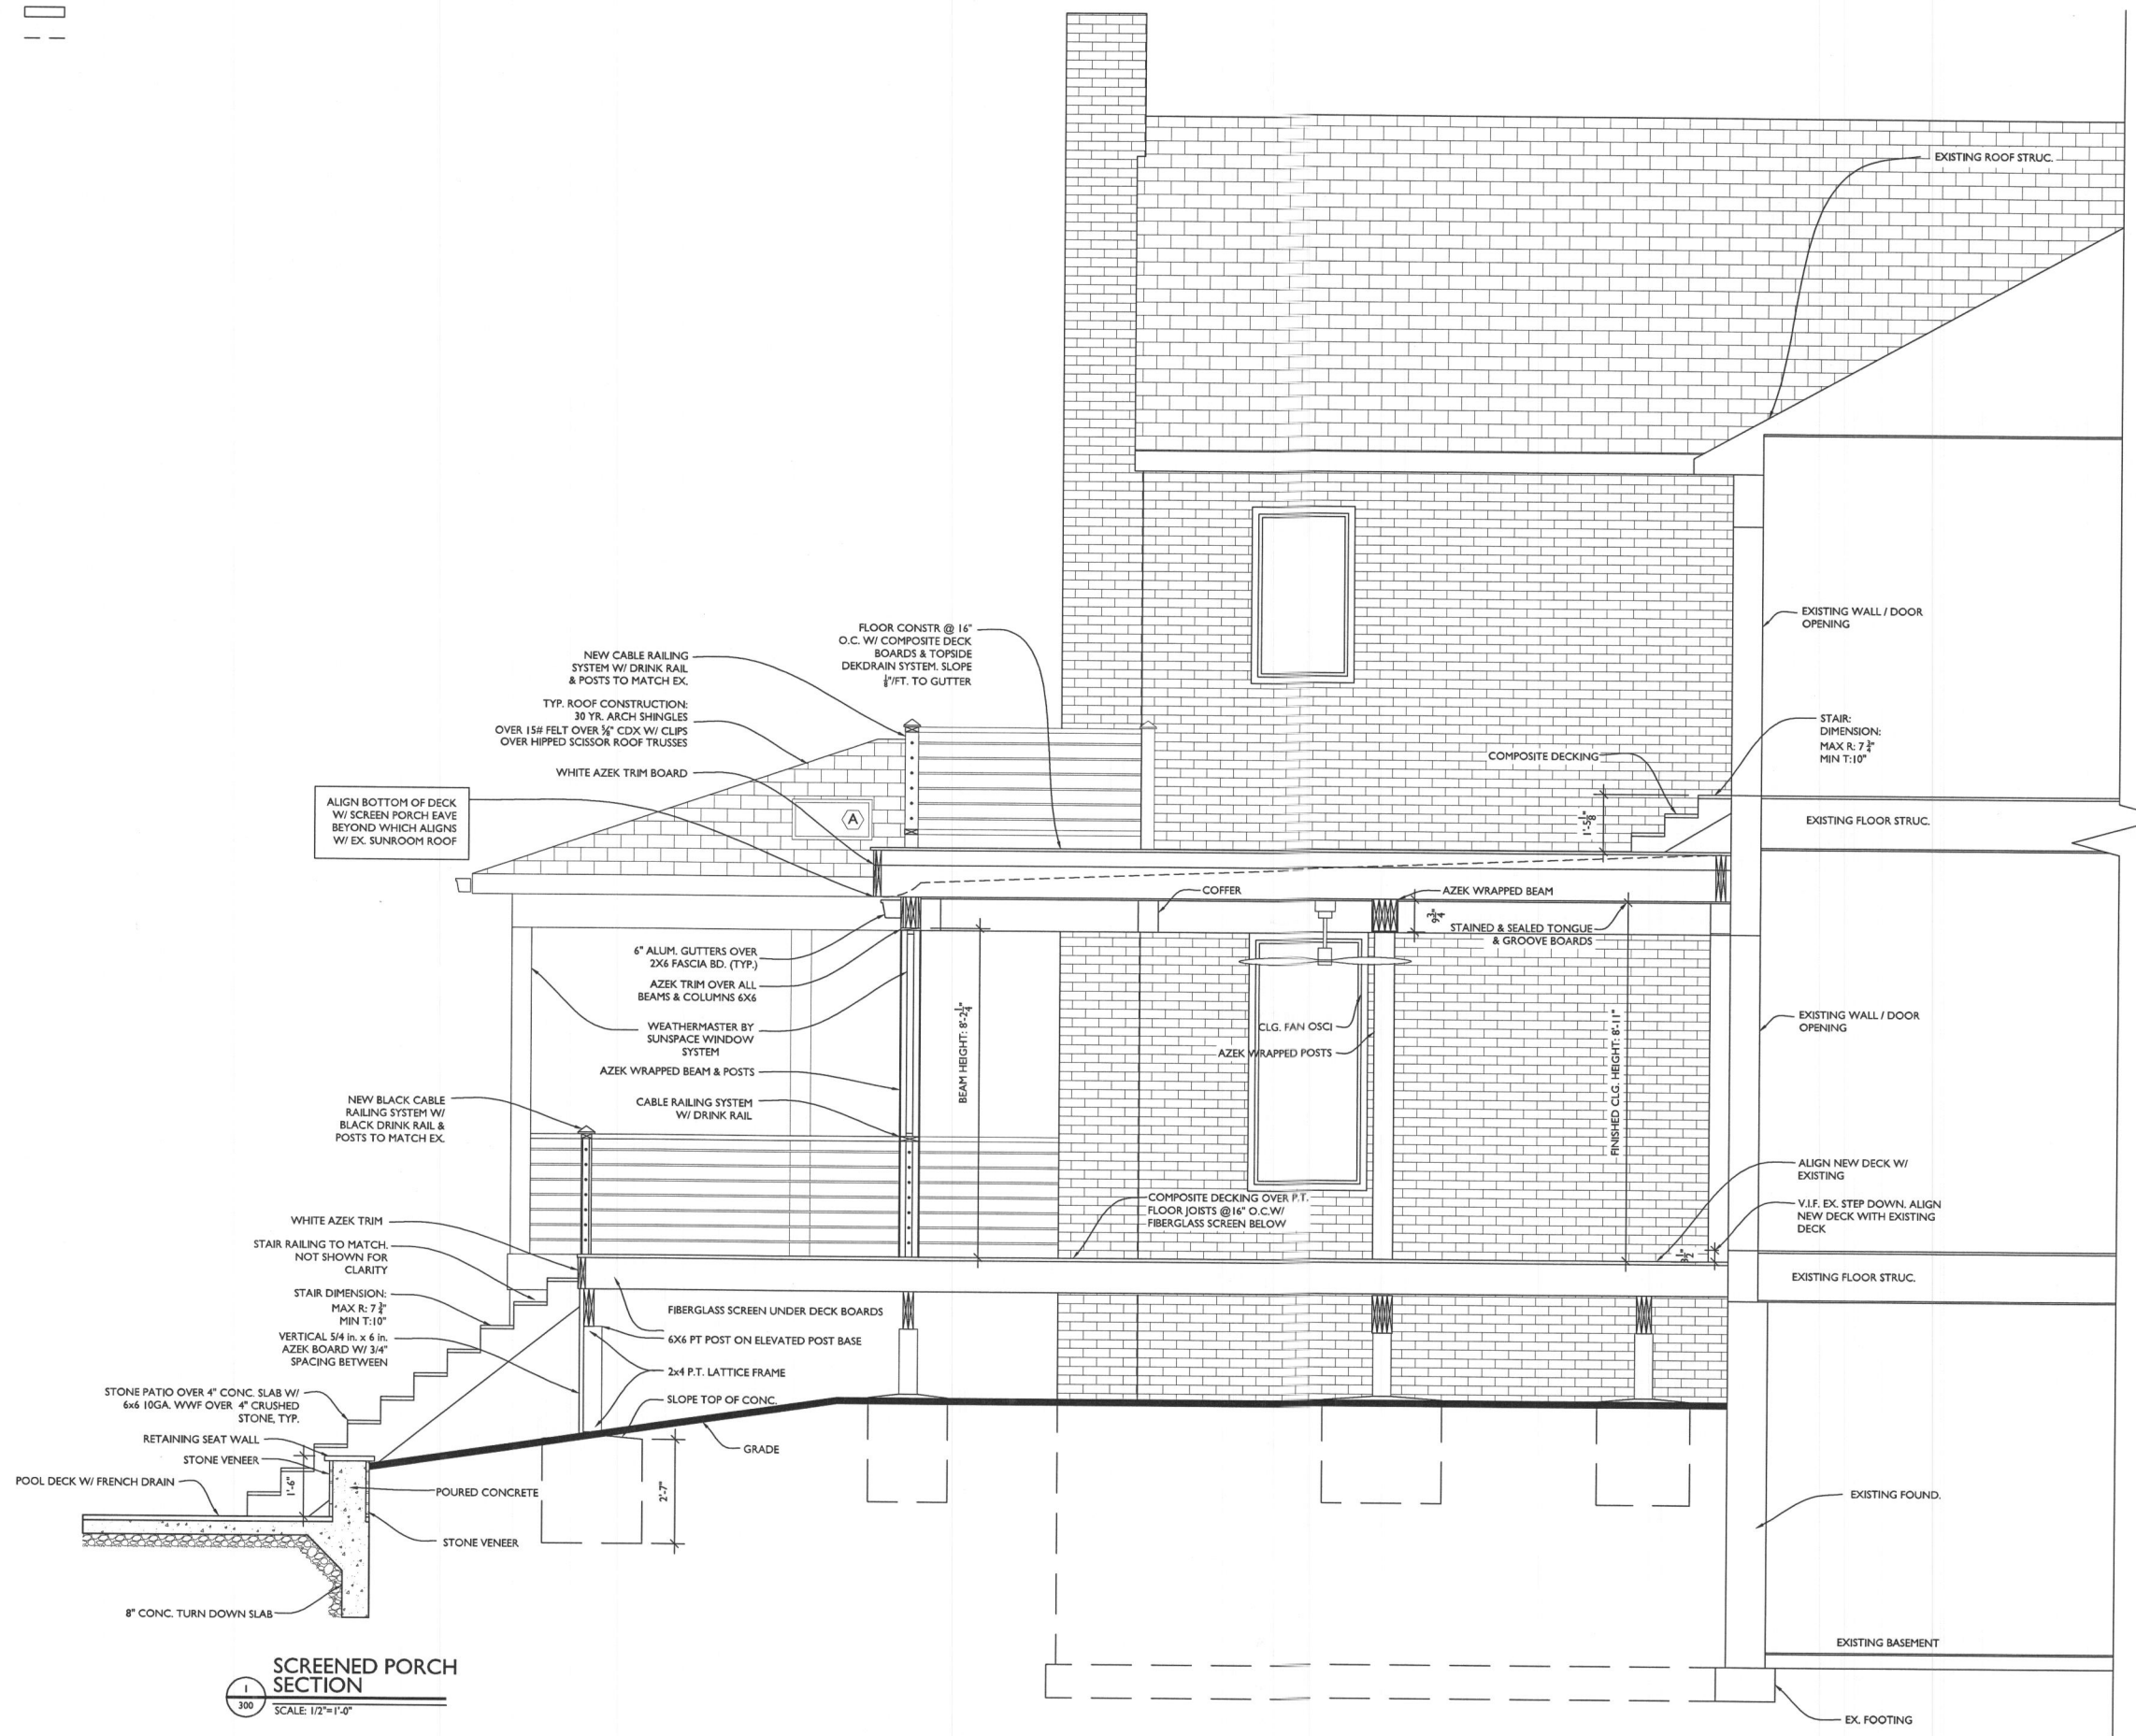 EXISTING ROOF STRUC.
EXISTING WALL / DOOR
OPENING
FLOOR CONSTR @ 16"
O.C. W/ COMPOSITE DECK
BOARDS & TOPSIDE
DEKDRAIN SYSTEM. SLOPE
⅛"/FT. TO GUTTER
NEW CABLE RAILING
SYSTEM W/ DRINK RAIL
& POSTS TO MATCH EX.
TYP. ROOF CONSTRUCTION:
30 YR. ARCH SHINGLES
OVER 15# FELT OVER ⅝" CDX W/ CLIPS
OVER HIPPED SCISSOR ROOF TRUSSES
WHITE AZEK TRIM BOARD
ALIGN BOTTOM OF DECK
W/ SCREEN PORCH EAVE
BEYOND WHICH ALIGNS
W/ EX. SUNROOM ROOF
A
STAIR:
DIMENSION:
MAX R: 7 ¾"
MIN T:10"
COMPOSITE DECKING
1'-5⅛"
EXISTING FLOOR STRUC.
COFFER
AZEK WRAPPED BEAM
9¾"
STAINED & SEALED TONGUE
& GROOVE BOARDS
6" ALUM. GUTTERS OVER
2X6 FASCIA BD. (TYP.)
AZEK TRIM OVER ALL
BEAMS & COLUMNS 6X6
WEATHERMASTER BY
SUNSPACE WINDOW
SYSTEM
AZEK WRAPPED BEAM & POSTS
CABLE RAILING SYSTEM
W/ DRINK RAIL
BEAM HEIGHT: 8'-2¼"
CLG. FAN OSCI
AZEK WRAPPED POSTS
FINISHED CLG. HEIGHT: 8'-11"
EXISTING WALL / DOOR
OPENING
NEW BLACK CABLE
RAILING SYSTEM W/
BLACK DRINK RAIL &
POSTS TO MATCH EX.
ALIGN NEW DECK W/
EXISTING
V.I.F. EX. STEP DOWN. ALIGN
NEW DECK WITH EXISTING
DECK
COMPOSITE DECKING OVER P.T.
FLOOR JOISTS @16" O.C.W/
FIBERGLASS SCREEN BELOW
3½"
WHITE AZEK TRIM
STAIR RAILING TO MATCH.
NOT SHOWN FOR
CLARITY
STAIR DIMENSION:
MAX R: 7 ¾"
MIN T:10"
VERTICAL 5/4 in. x 6 in.
AZEK BOARD W/ 3/4"
SPACING BETWEEN
EXISTING FLOOR STRUC.
FIBERGLASS SCREEN UNDER DECK BOARDS
6X6 PT POST ON ELEVATED POST BASE
2x4 P.T. LATTICE FRAME
SLOPE TOP OF CONC.
GRADE
STONE PATIO OVER 4" CONC. SLAB W/
6x6 10GA. WWF OVER 4" CRUSHED
STONE, TYP.
RETAINING SEAT WALL
STONE VENEER
POOL DECK W/ FRENCH DRAIN
1'-6"
POURED CONCRETE
2'-7"
STONE VENEER
EXISTING FOUND.
8" CONC. TURN DOWN SLAB
EXISTING BASEMENT
EX. FOOTING
1
300
SCREENED PORCH
SECTION
SCALE: 1/2"=1'-0"